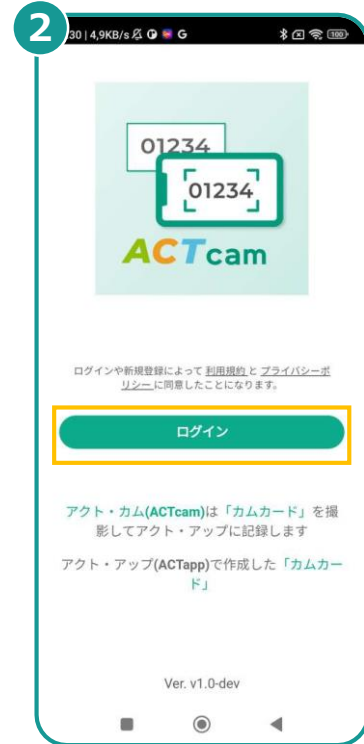 2
30 | 4,9KB/s G
100
01234
01234
ACTcam
ログインや新規登録によって 利用規約 と プライバシーポ
リシー に同意したことになります。
ログイン
アクト・カム(ACTcam)は「カムカード」を撮
影してアクト・アップに記録します
アクト・アップ(ACTapp)で作成した「カムカー
ド」
Ver. v1.0-dev